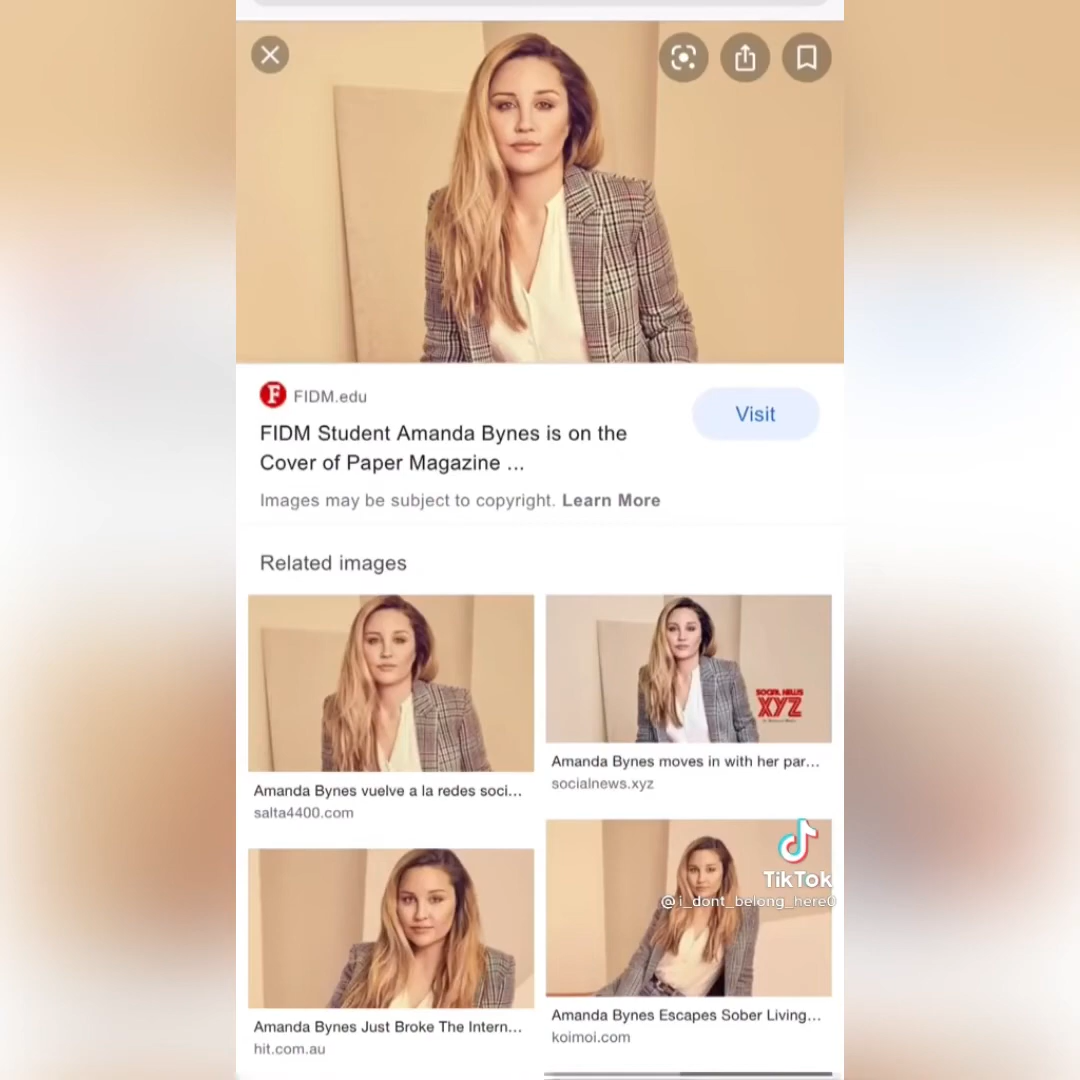 FIDM.edu
Visit
FIDM Student Amanda Bynes is on the
Cover of Paper Magazine ...
Images may be subject to copyright. Learn More
Related images
SOCIAL NEWS
XYZ
Amanda Bynes vuelve a la redes soci...
salta4400.com
Amanda Bynes moves in with her par...
socialnews.xyz
TikTok
@i_dont_belong_here0
Amanda Bynes Just Broke The Intern...
hit.com.au
Amanda Bynes Escapes Sober Living...
koimoi.com